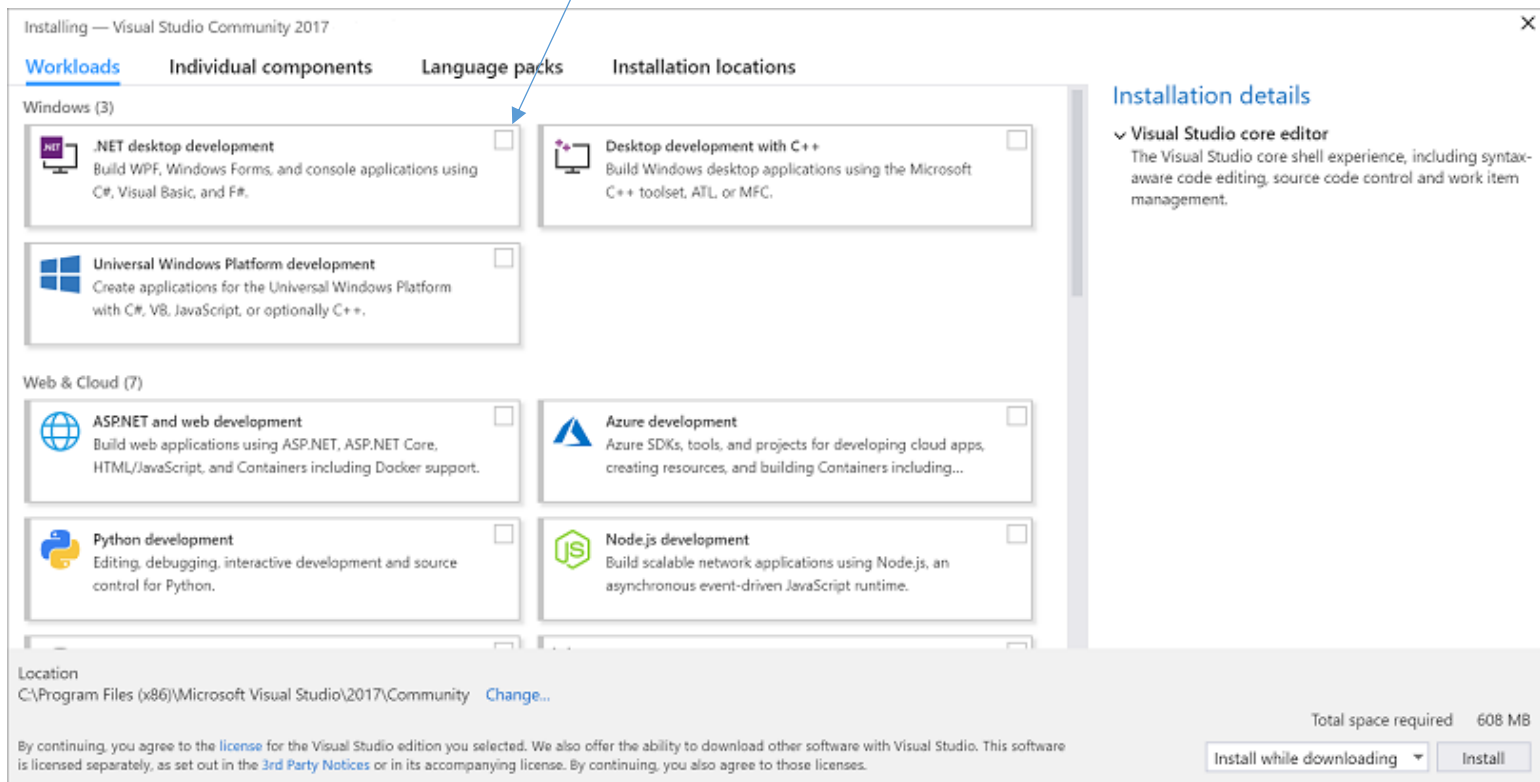 Installing — Visual Studio Community 2017
Workloads Individual components Language packs Installation locations
Windows (3)
.NET
.NET desktop development
Build WPF, Windows Forms, and console applications using
C#, Visual Basic, and F#.
Desktop development with C++
Build Windows desktop applications using the Microsoft
C++ toolset, ATL, or MFC.
Universal Windows Platform development
Create applications for the Universal Windows Platform
with C#, VB, JavaScript, or optionally C++.
Web & Cloud (7)
ASP.NET and web development
Build web applications using ASP.NET, ASP.NET Core,
HTML/JavaScript, and Containers including Docker support.
Azure development
Azure SDKs, tools, and projects for developing cloud apps,
creating resources, and building Containers including...
Python development
Editing, debugging, interactive development and source
control for Python.
JS
Node.js development
Build scalable network applications using Node.js, an
asynchronous event-driven JavaScript runtime.
Installation details
Visual Studio core editor
The Visual Studio core shell experience, including syntax-
aware code editing, source code control and work item
management.
Location
C:\Program Files (x86)\Microsoft Visual Studio\2017\Community Change...
By continuing, you agree to the license for the Visual Studio edition you selected. We also offer the ability to download other software with Visual Studio. This software
is licensed separately, as set out in the 3rd Party Notices or in its accompanying license. By continuing, you also agree to those licenses.
Total space required 608 MB
Install while downloading Install